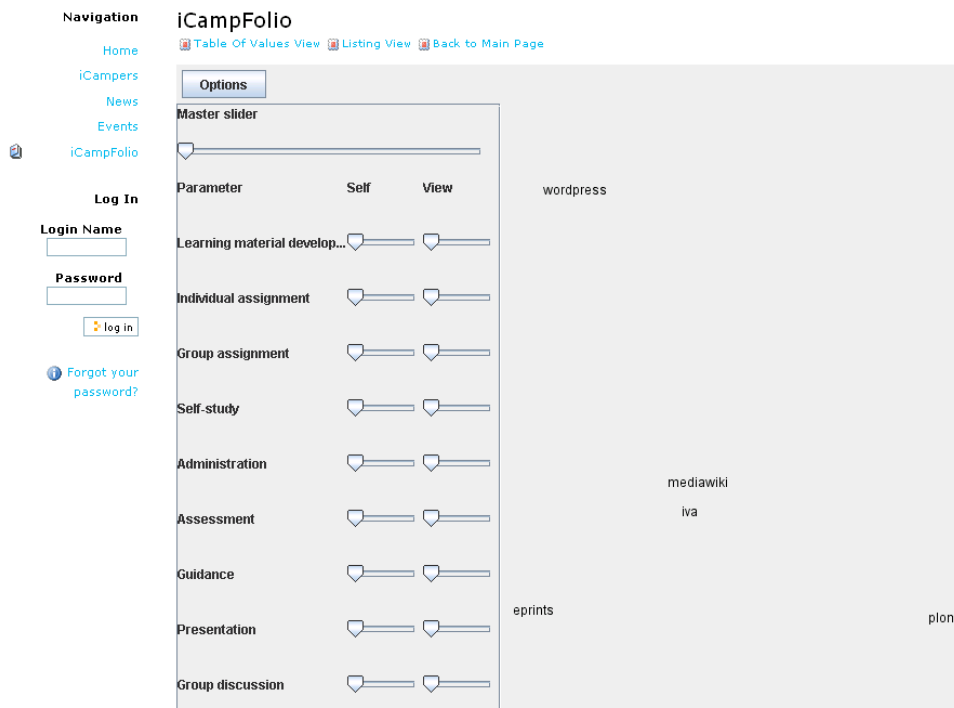 Navigation
Home
iCampers
News
Events
iCampFolio
Log In
Login Name
Password
log in
Forgot your
password?
iCampFolio
Table Of Values View Listing View Back to Main Page
Options
Master slider
Parameter Self View
Learning material develop...
Individual assignment
Group assignment
Self-study
Administration
Assessment
Guidance
Presentation
Group discussion
wordpress
mediawiki
iva
eprints
plon